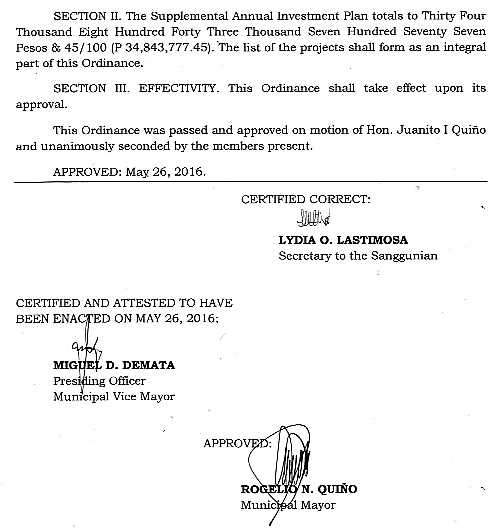 SECTION II. The Supplemental Annual Investment Plan totals to Thirty Four
Thousand Eight Hundred Forty Three Thousand Seven Hundred Seventy Seven
Pesos & 45/100 (P 34,843,777.45). The list of the projects shall form as an integral
part of this Ordinance.
SECTION III. EFFECTIVITY. This Ordinance shall take effect upon its
approval.
This Ordinance was passed and approved on motion of Hon. Juanito I Quiño
and unanimously seconded by the members present.
APPROVED: May 26, 2016.
CERTIFIED CORRECT:
LYDIA O. LASTIMOSA
Secretary to the Sanggunian
CERTIFIED AND ATTESTED TO HAVE
BEEN ENACTED ON MAY 26, 2016:
MIGUEL D. DEMATA
Presiding Officer
Municipal Vice Mayor
APPROVED:
ROGELIO N. QUIÑO
Municipal Mayor